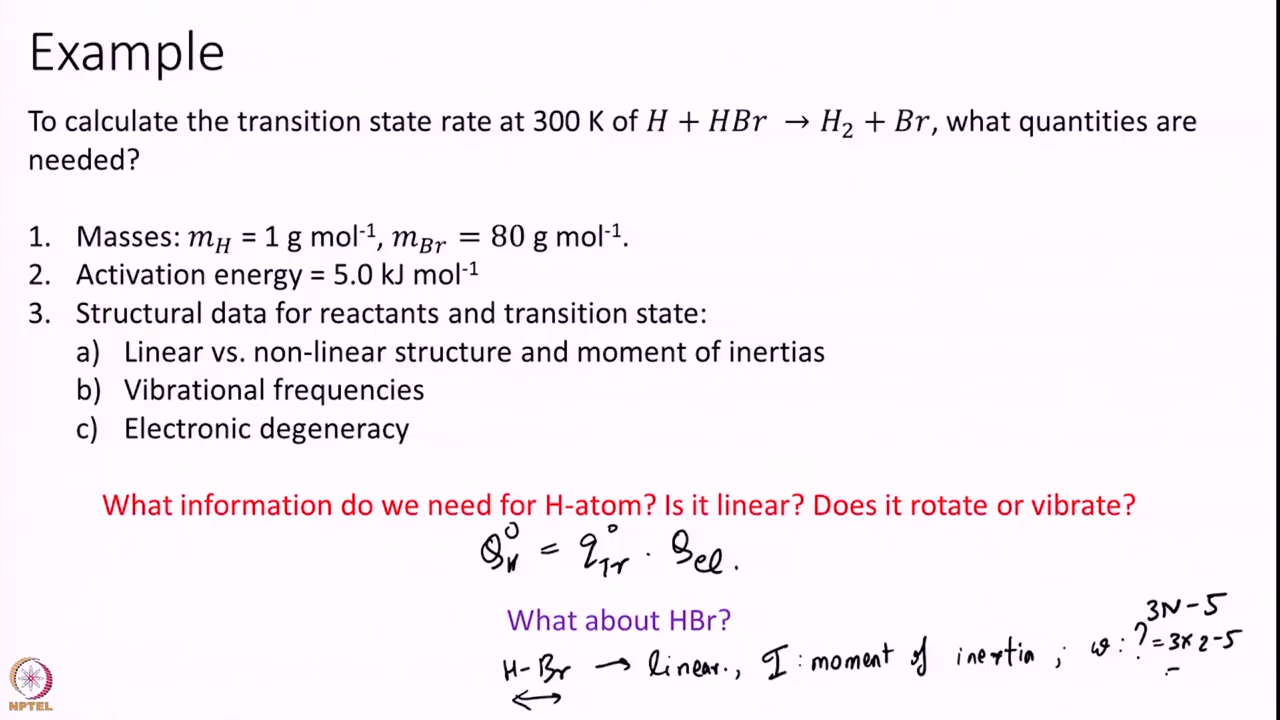 Example
To calculate the transition state rate at 300 K of H + HBr → H₂ + Br, what quantities are
needed?
1. Masses: m_H = 1 g mol⁻¹, m_Br = 80 g mol⁻¹.
2. Activation energy = 5.0 kJ mol⁻¹
3. Structural data for reactants and transition state:
a) Linear vs. non-linear structure and moment of inertias
b) Vibrational frequencies
c) Electronic degeneracy
What information do we need for H-atom? Is it linear? Does it rotate or vibrate?
Q_H⁰ = q_Tr⁰ · Q_el.
What about HBr?
3N-5
H-Br → linear., I : moment of inertia ; ω : ? = 3×2-5
=
NPTEL